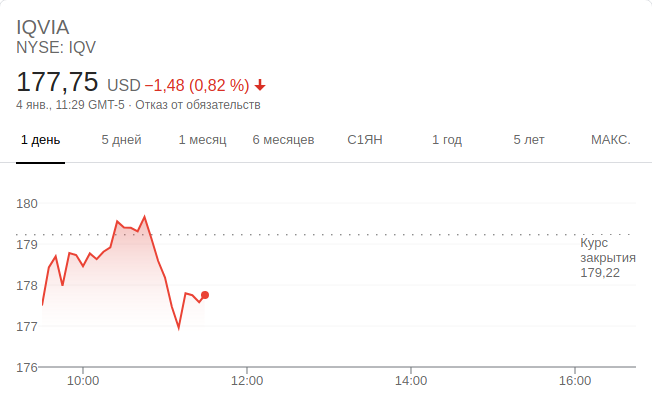 IQVIA
NYSE: IQV
177,75 USD −1,48 (0,82 %)
4 янв., 11:29 GMT-5 · Отказ от обязательств
1 день 5 дней 1 месяц 6 месяцев С1ЯН 1 год 5 лет МАКС.
180
179
178
177
176
Курс
закрытия
179,22
10:00 12:00 14:00 16:00